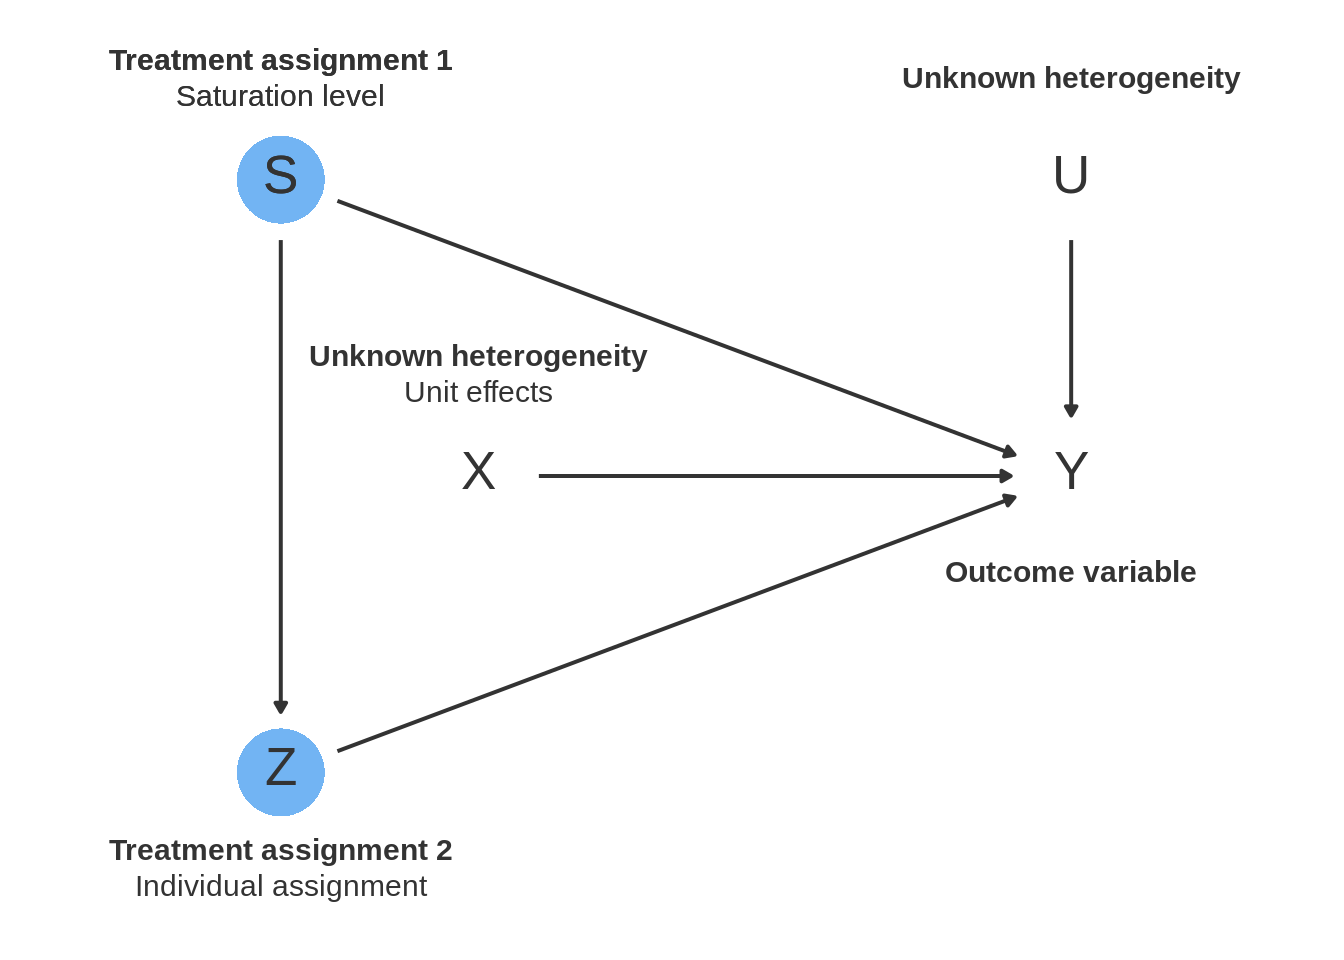 Treatment assignment 1
Saturation level
S
Unknown heterogeneity
U
Unknown heterogeneity
Unit effects
X
Y
Outcome variable
Z
Treatment assignment 2
Individual assignment